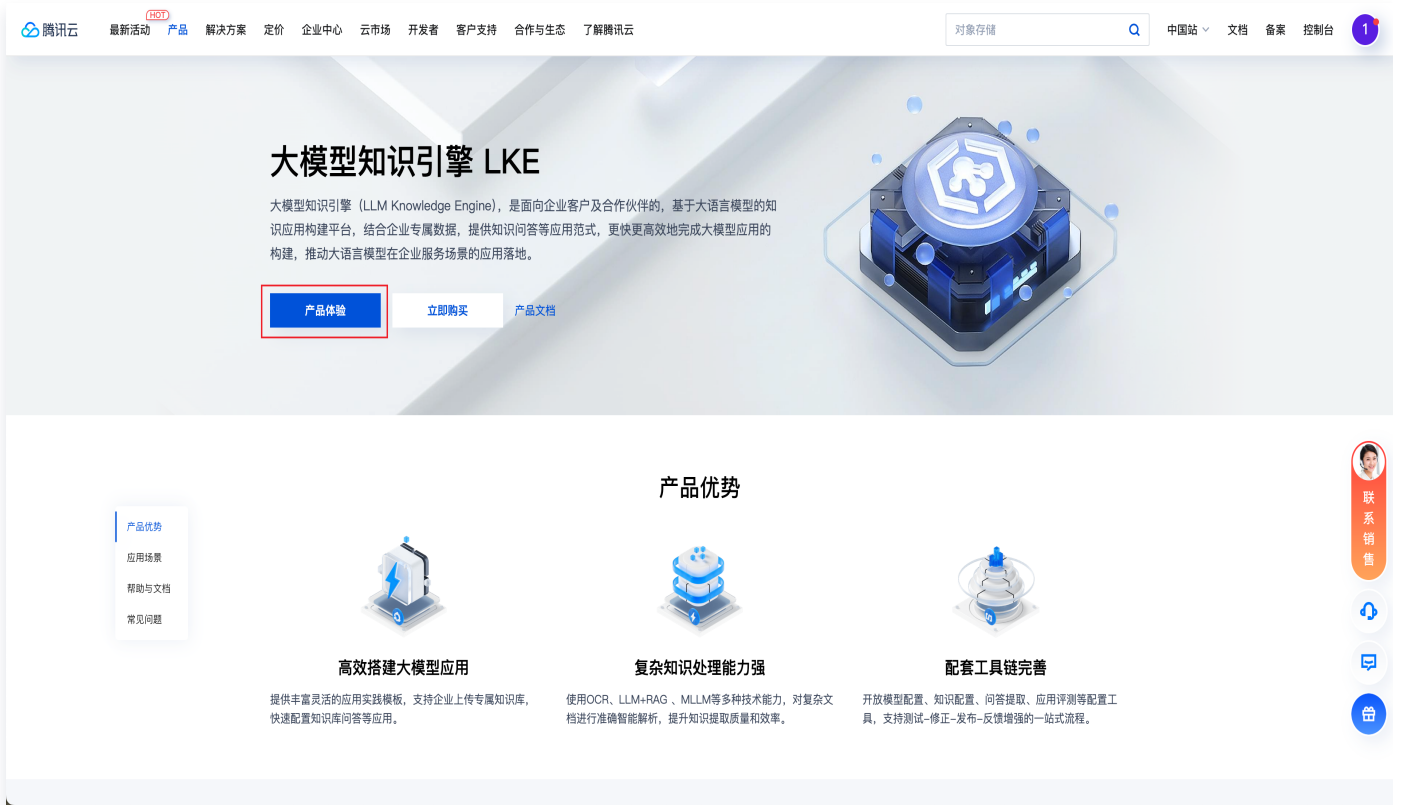 腾讯云
最新活动
HOT
产品
解决方案
定价
企业中心
云市场
开发者
客户支持
合作与生态
了解腾讯云
对象存储
中国站
文档
备案
控制台
1
大模型知识引擎 LKE
大模型知识引擎（LLM Knowledge Engine），是面向企业客户及合作伙伴的，基于大语言模型的知
识应用构建平台，结合企业专属数据，提供知识问答等应用范式，更快更高效地完成大模型应用的
构建，推动大语言模型在企业服务场景的应用落地。
产品体验
立即购买
产品文档
产品优势
产品优势
应用场景
帮助与文档
常见问题
高效搭建大模型应用
提供丰富灵活的应用实践模板，支持企业上传专属知识库，
快速配置知识库问答等应用。
复杂知识处理能力强
使用OCR、LLM+RAG 、MLLM等多种技术能力，对复杂文
档进行准确智能解析，提升知识提取质量和效率。
配套工具链完善
开放模型配置、知识配置、问答提取、应用评测等配置工
具，支持测试-修正-发布-反馈增强的一站式流程。
联
系
销
售